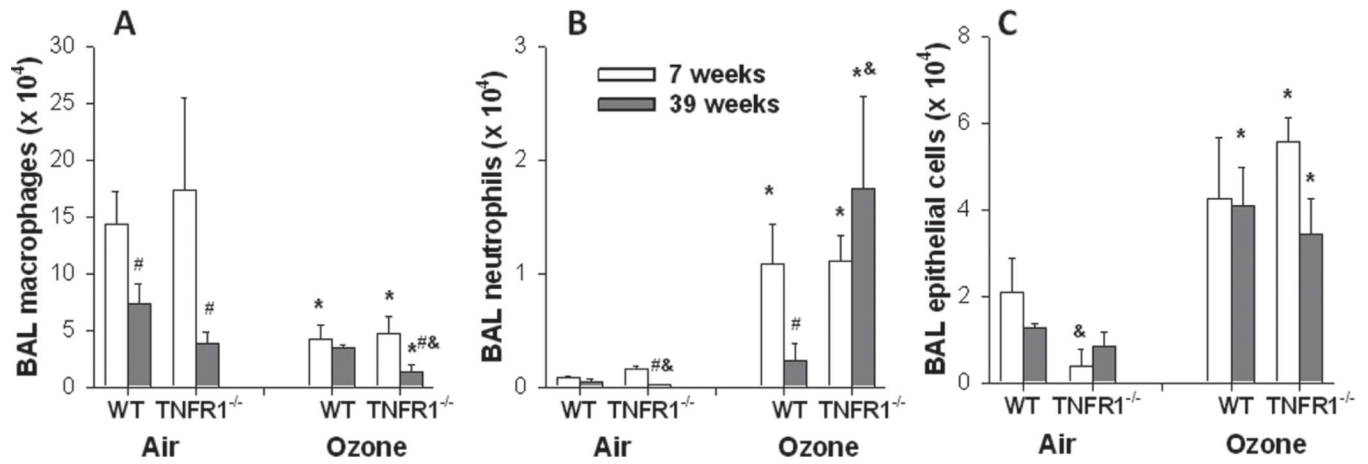 A
BAL macrophages (x 10⁴)
30
25
20
15
10
5
0
#
#
*
*
*#&
WT TNFR1⁻/⁻ WT TNFR1⁻/⁻
Air Ozone
B
BAL neutrophils (x 10⁴)
3
2
1
0
7 weeks
39 weeks
#&
*
#
*
*&
WT TNFR1⁻/⁻ WT TNFR1⁻/⁻
Air Ozone
C
BAL epithelial cells (x 10⁴)
8
6
4
2
0
&
*
*
*
WT TNFR1⁻/⁻ WT TNFR1⁻/⁻
Air Ozone